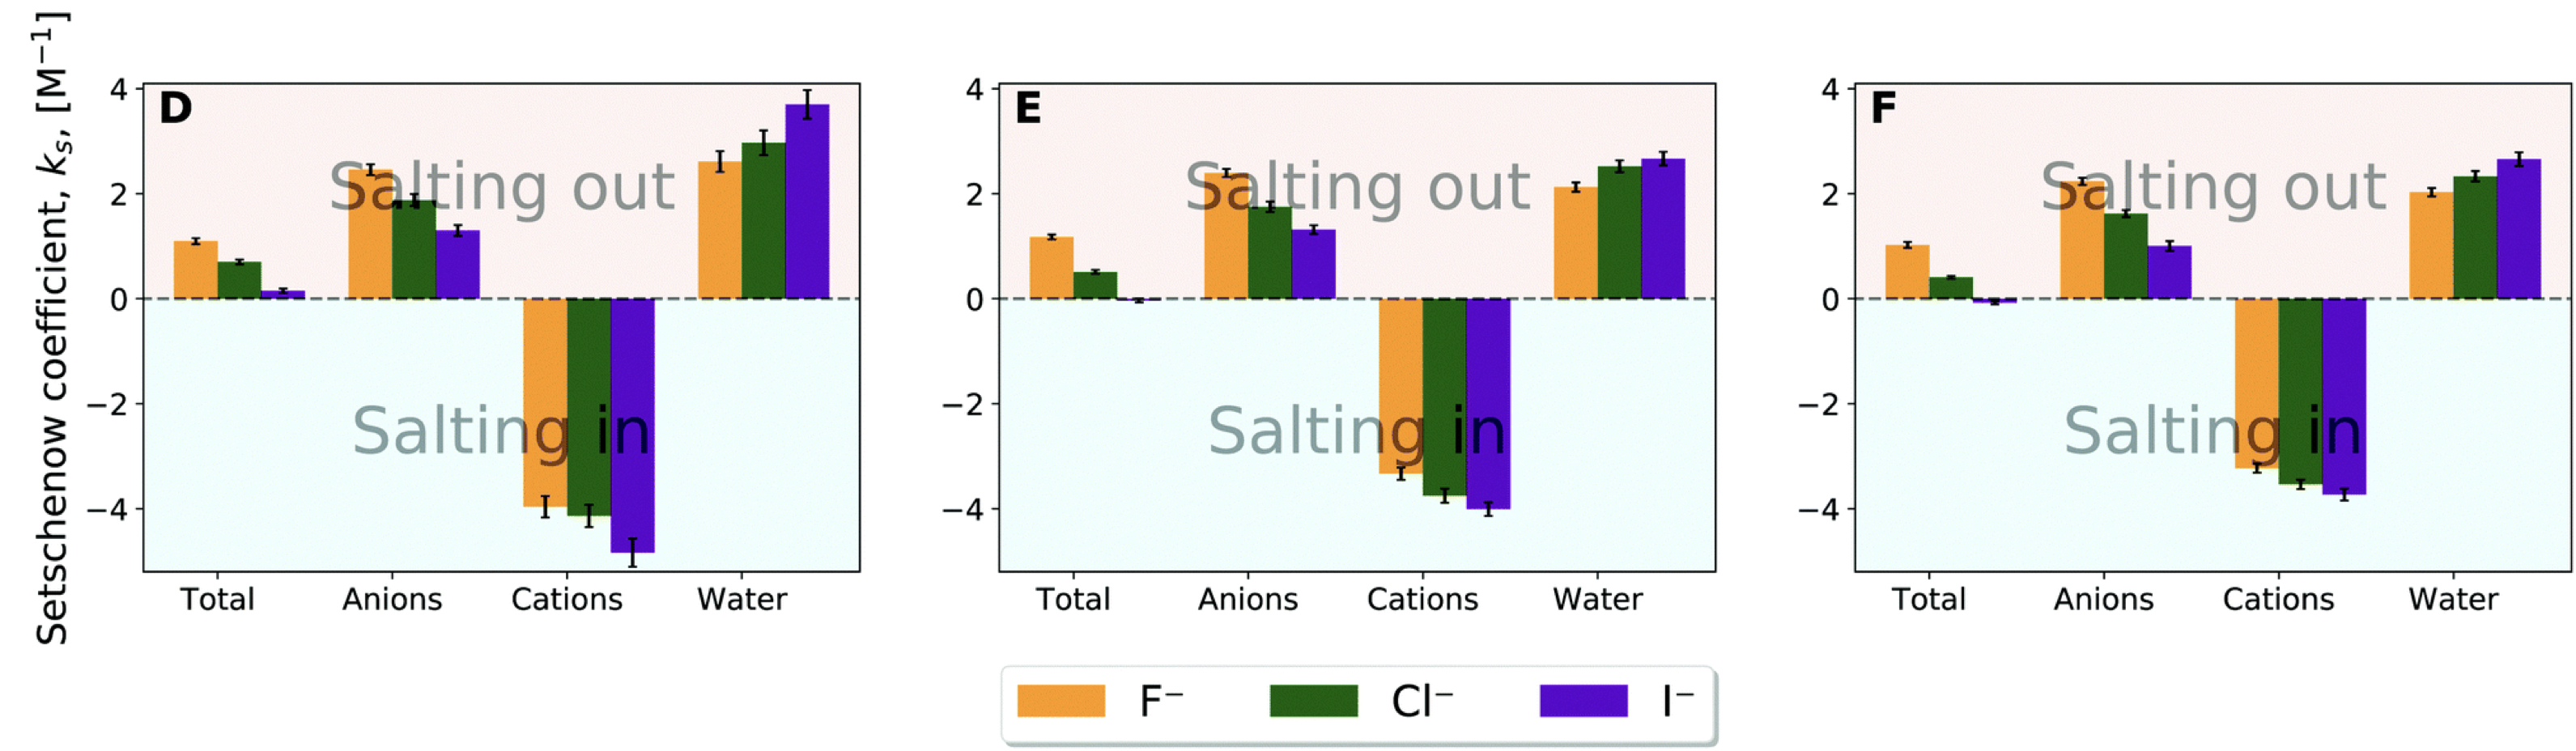 Setschenow coefficient, kₛ, [M⁻¹]
D
4
2
0
−2
−4
Salting out
Salting in
Total Anions Cations Water
E
4
2
0
−2
−4
Salting out
Salting in
Total Anions Cations Water
F
4
2
0
−2
−4
Salting out
Salting in
Total Anions Cations Water
F⁻ Cl⁻ I⁻